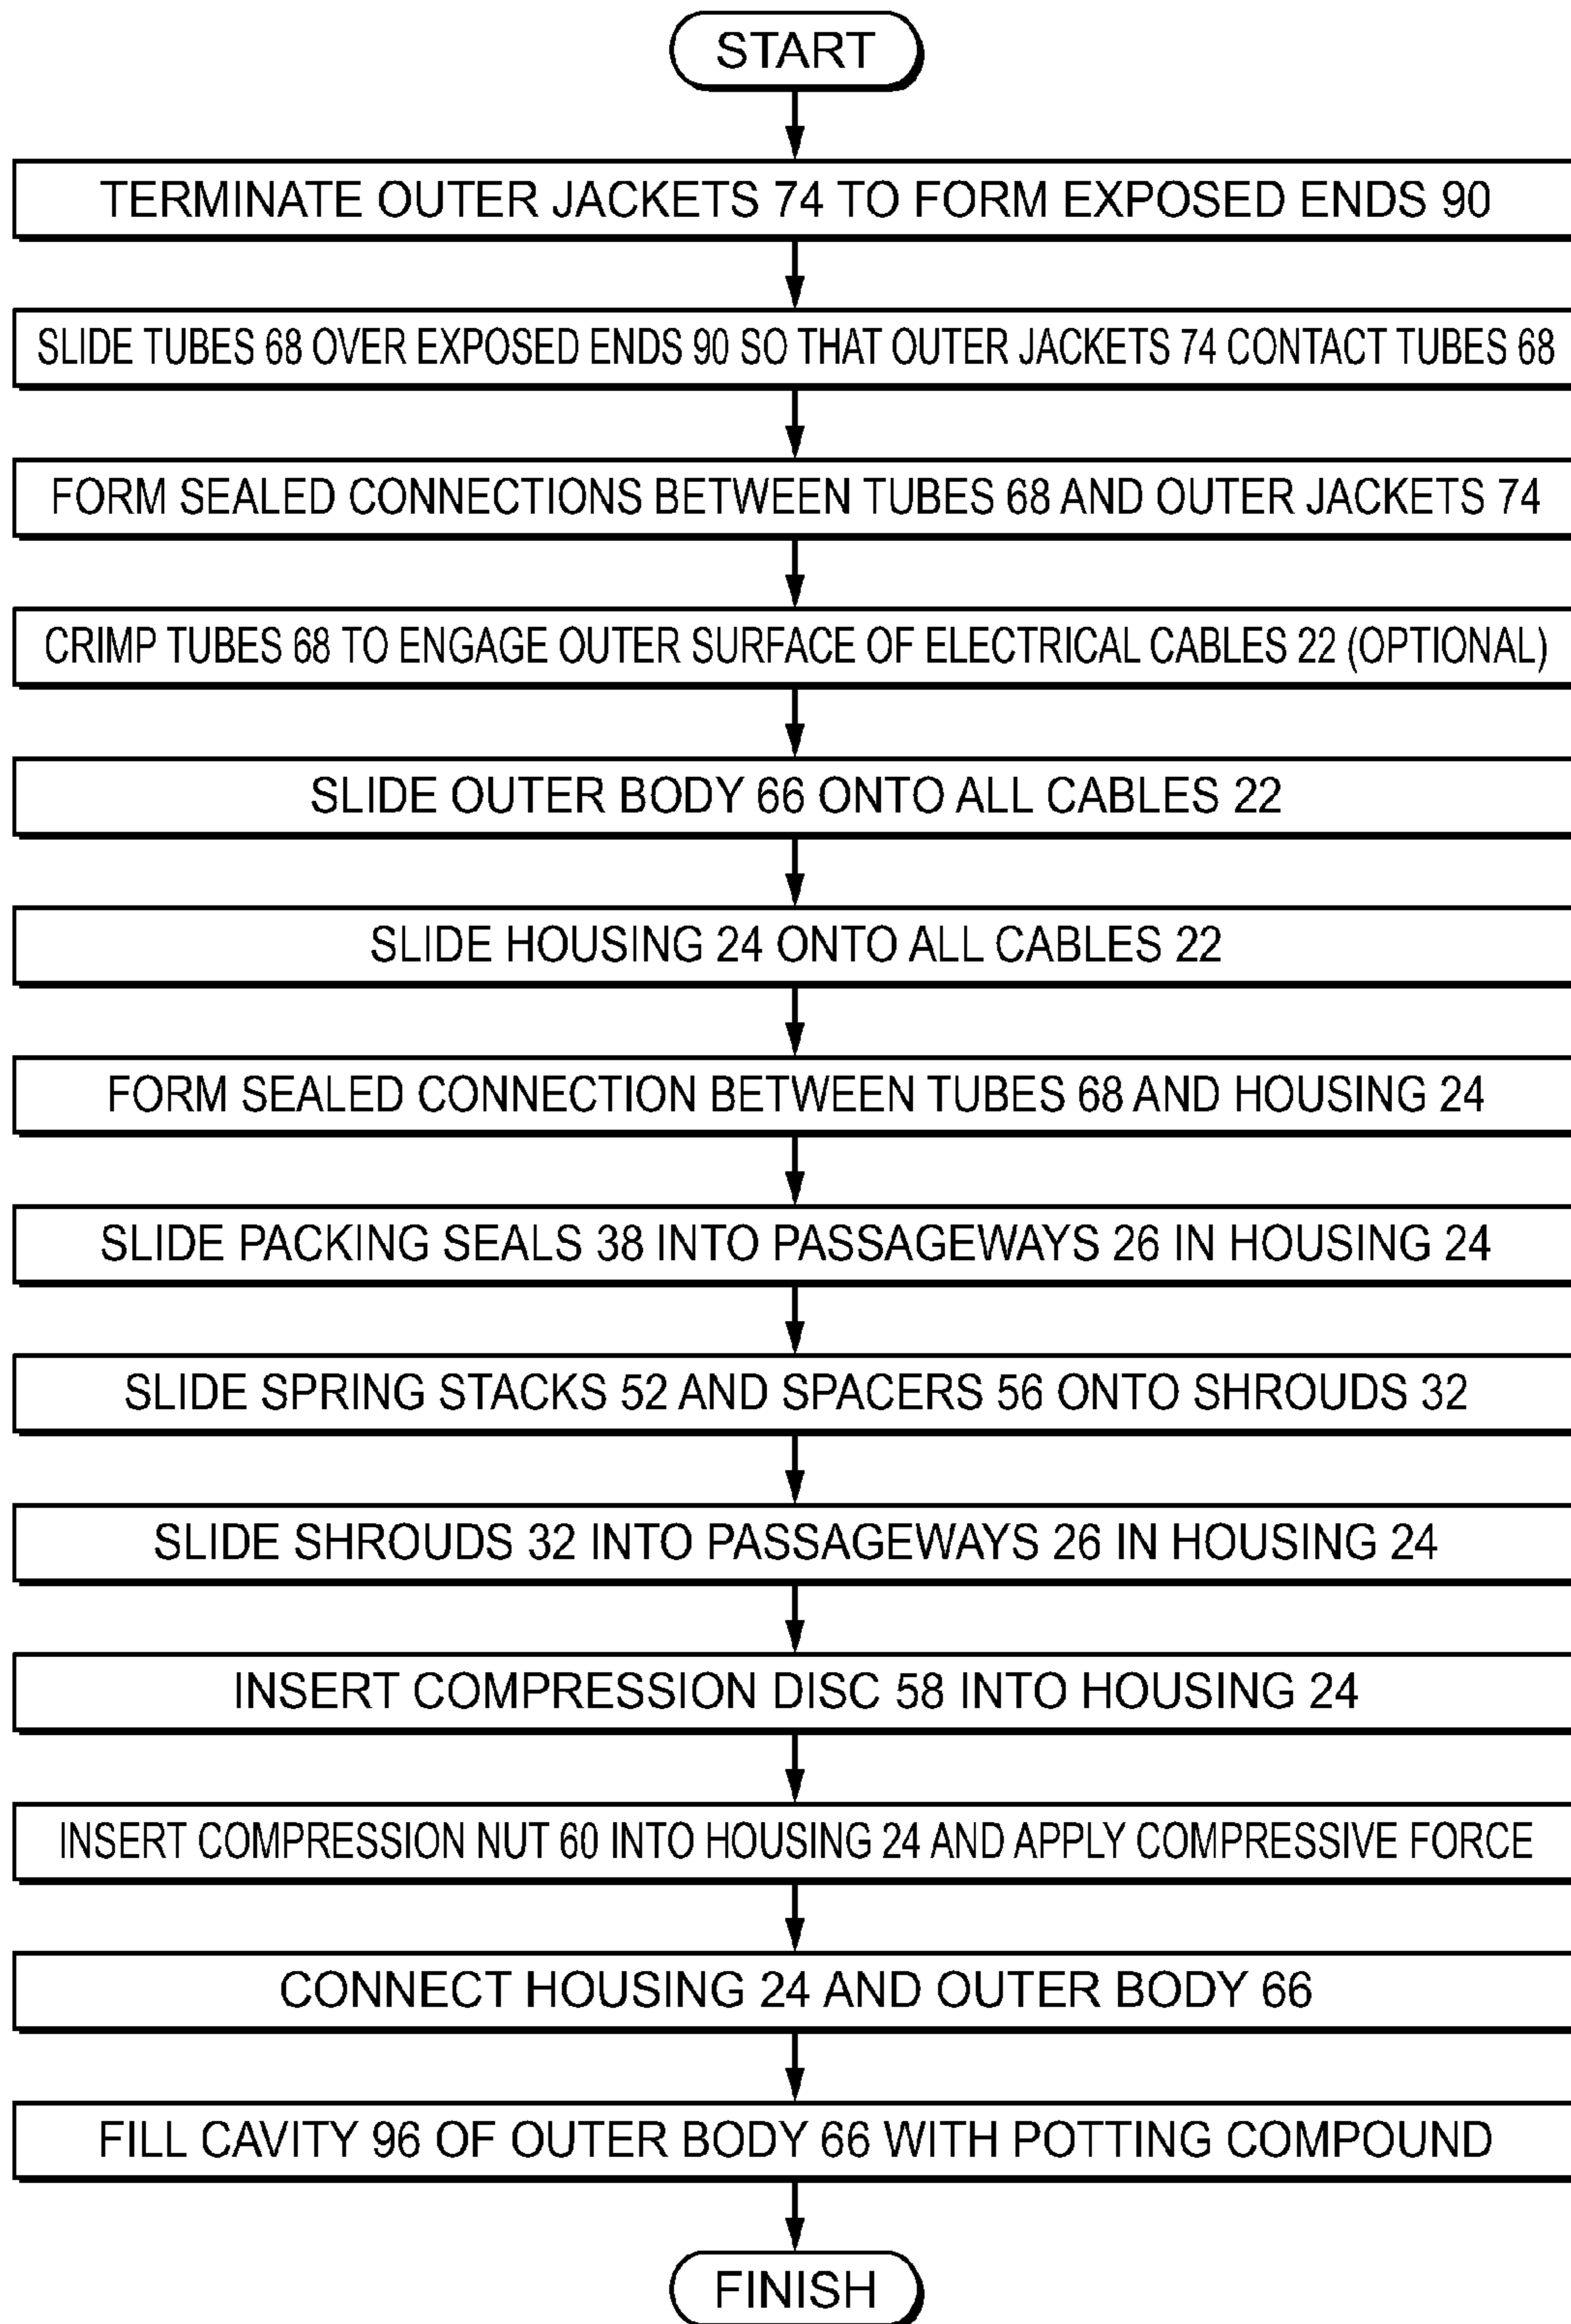 START
TERMINATE OUTER JACKETS 74 TO FORM EXPOSED ENDS 90
SLIDE TUBES 68 OVER EXPOSED ENDS 90 SO THAT OUTER JACKETS 74 CONTACT TUBES 68
FORM SEALED CONNECTIONS BETWEEN TUBES 68 AND OUTER JACKETS 74
CRIMP TUBES 68 TO ENGAGE OUTER SURFACE OF ELECTRICAL CABLES 22 (OPTIONAL)
SLIDE OUTER BODY 66 ONTO ALL CABLES 22
SLIDE HOUSING 24 ONTO ALL CABLES 22
FORM SEALED CONNECTION BETWEEN TUBES 68 AND HOUSING 24
SLIDE PACKING SEALS 38 INTO PASSAGEWAYS 26 IN HOUSING 24
SLIDE SPRING STACKS 52 AND SPACERS 56 ONTO SHROUDS 32
SLIDE SHROUDS 32 INTO PASSAGEWAYS 26 IN HOUSING 24
INSERT COMPRESSION DISC 58 INTO HOUSING 24
INSERT COMPRESSION NUT 60 INTO HOUSING 24 AND APPLY COMPRESSIVE FORCE
CONNECT HOUSING 24 AND OUTER BODY 66
FILL CAVITY 96 OF OUTER BODY 66 WITH POTTING COMPOUND
FINISH